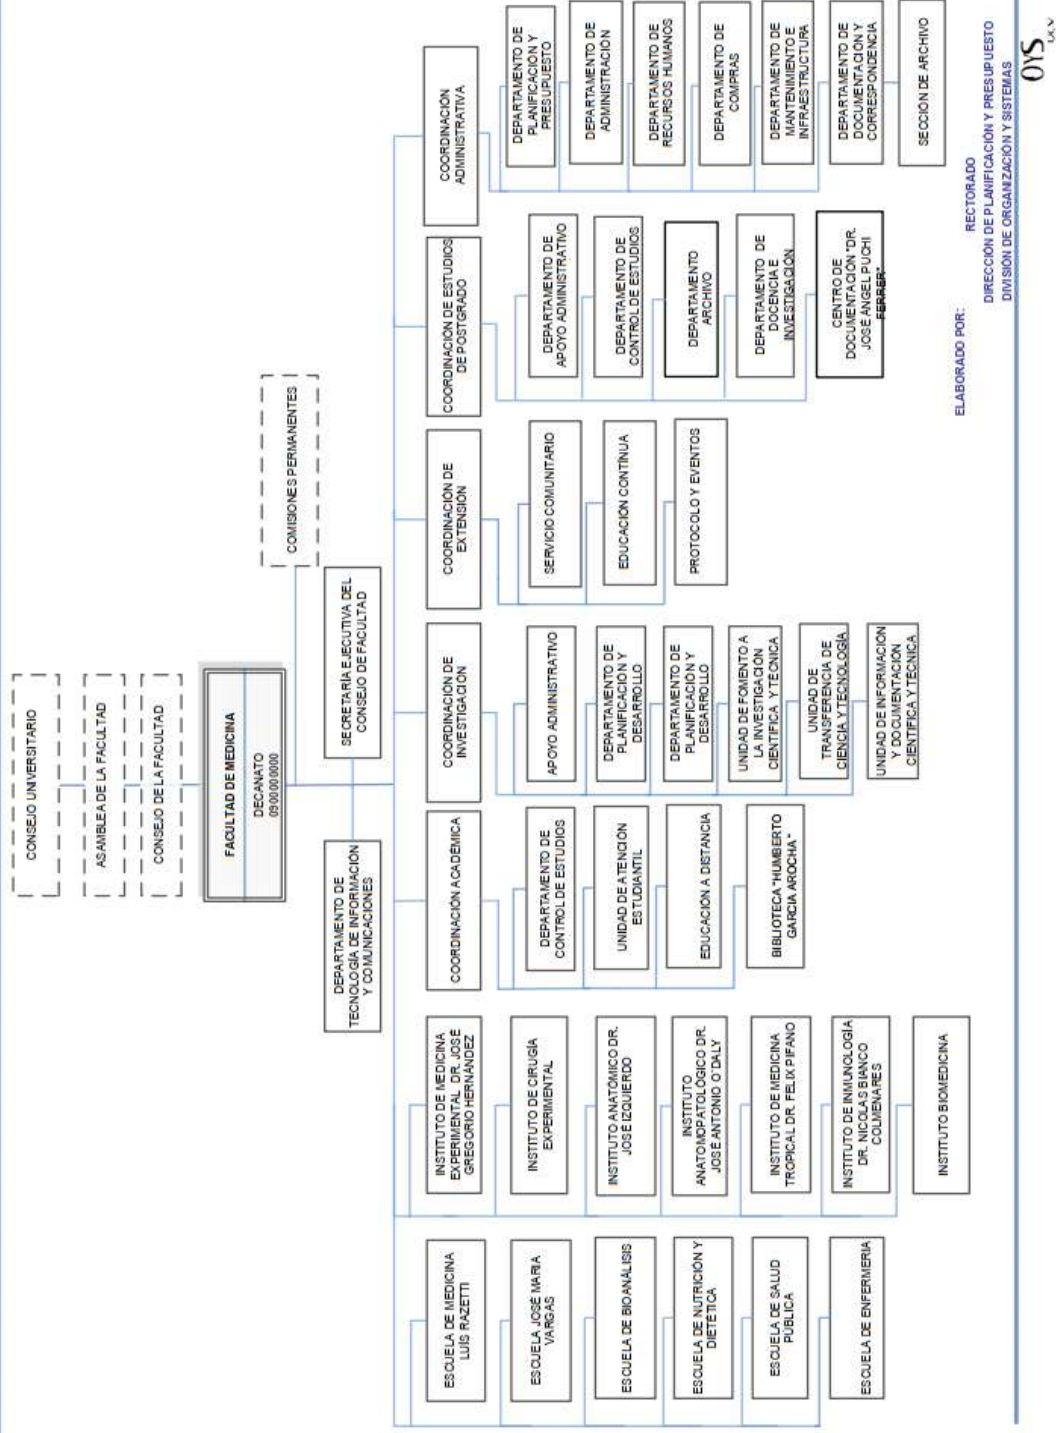 CONSEJO UNIVERSITARIO
ASAMBLEA DE LA FACULTAD
CONSEJO DE LA FACULTAD
FACULTAD DE MEDICINA
DECANATO
0900000000
COMISIONES PERMANENTES
DEPARTAMENTO DE
TECNOLOGÍA DE INFORMACIÓN
Y COMUNICACIONES
SECRETARÍA EJECUTIVA DEL
CONSEJO DE FACULTAD
ESCUELA DE MEDICINA
LUÍS RAZETTI
ESCUELA JOSÉ MARIA
VARGAS
ESCUELA DE BIOANÁLISIS
ESCUELA DE NUTRICIÓN Y
DIETÉTICA
ESCUELA DE SALUD
PÚBLICA
ESCUELA DE ENFERMERIA
INSTITUTO DE MEDICINA
EXPERIMENTAL DR. JOSÉ
GREGORIO HERNÁNDEZ
INSTITUTO DE CIRUGÍA
EXPERIMENTAL
INSTITUTO ANATÓMICO DR.
JOSÉ IZQUIERDO
INSTITUTO
ANATOMOPATOLÓGICO DR.
JOSÉ ANTONIO O'DALY
INSTITUTO DE MEDICINA
TROPICAL DR. FELIX PIFANO
INSTITUTO DE INMUNOLOGÍA
DR. NICOLAS BIANCO
COLMENARES
INSTITUTO BIOMEDICINA
COORDINACIÓN ACADÉMICA
DEPARTAMENTO DE
CONTROL DE ESTUDIOS
UNIDAD DE ATENCIÓN
ESTUDIANTIL
EDUCACIÓN A DISTANCIA
BIBLIOTECA "HUMBERTO
GARCIA AROCHA"
COORDINACIÓN DE
INVESTIGACIÓN
APOYO ADMINISTRATIVO
DEPARTAMENTO DE
PLANIFICACIÓN Y
DESARROLLO
DEPARTAMENTO DE
PLANIFICACIÓN Y
DESARROLLO
UNIDAD DE FOMENTO A
LA INVESTIGACIÓN
CIENTÍFICA Y TÉCNICA
UNIDAD DE
TRANSFERENCIA DE
CIENCIA Y TECNOLOGÍA
UNIDAD DE INFORMACIÓN
Y DOCUMENTACIÓN
CIENTÍFICA Y TÉCNICA
COORDINACIÓN DE
EXTENSIÓN
SERVICIO COMUNITARIO
EDUCACIÓN CONTÍNUA
PROTOCOLO Y EVENTOS
COORDINACIÓN DE ESTUDIOS
DE POSTGRADO
DEPARTAMENTO DE
APOYO ADMINISTRATIVO
DEPARTAMENTO DE
CONTROL DE ESTUDIOS
DEPARTAMENTO
ARCHIVO
DEPARTAMENTO DE
DOCENCIA E
INVESTIGACIÓN
CENTRO DE
DOCUMENTACIÓN "DR.
JOSÉ ÁNGEL PUCHI
FERRER"
COORDINACIÓN
ADMINISTRATIVA
DEPARTAMENTO DE
PLANIFICACIÓN Y
PRESUPUESTO
DEPARTAMENTO DE
ADMINISTRACIÓN
DEPARTAMENTO DE
RECURSOS HUMANOS
DEPARTAMENTO DE
COMPRAS
DEPARTAMENTO DE
MANTENIMIENTO E
INFRAESTRUCTURA
DEPARTAMENTO DE
DOCUMENTACIÓN Y
CORRESPONDENCIA
SECCIÓN DE ARCHIVO
ELABORADO POR:
RECTORADO
DIRECCIÓN DE PLANIFICACIÓN Y PRESUPUESTO
DIVISIÓN DE ORGANIZACIÓN Y SISTEMAS
OYS
UCV